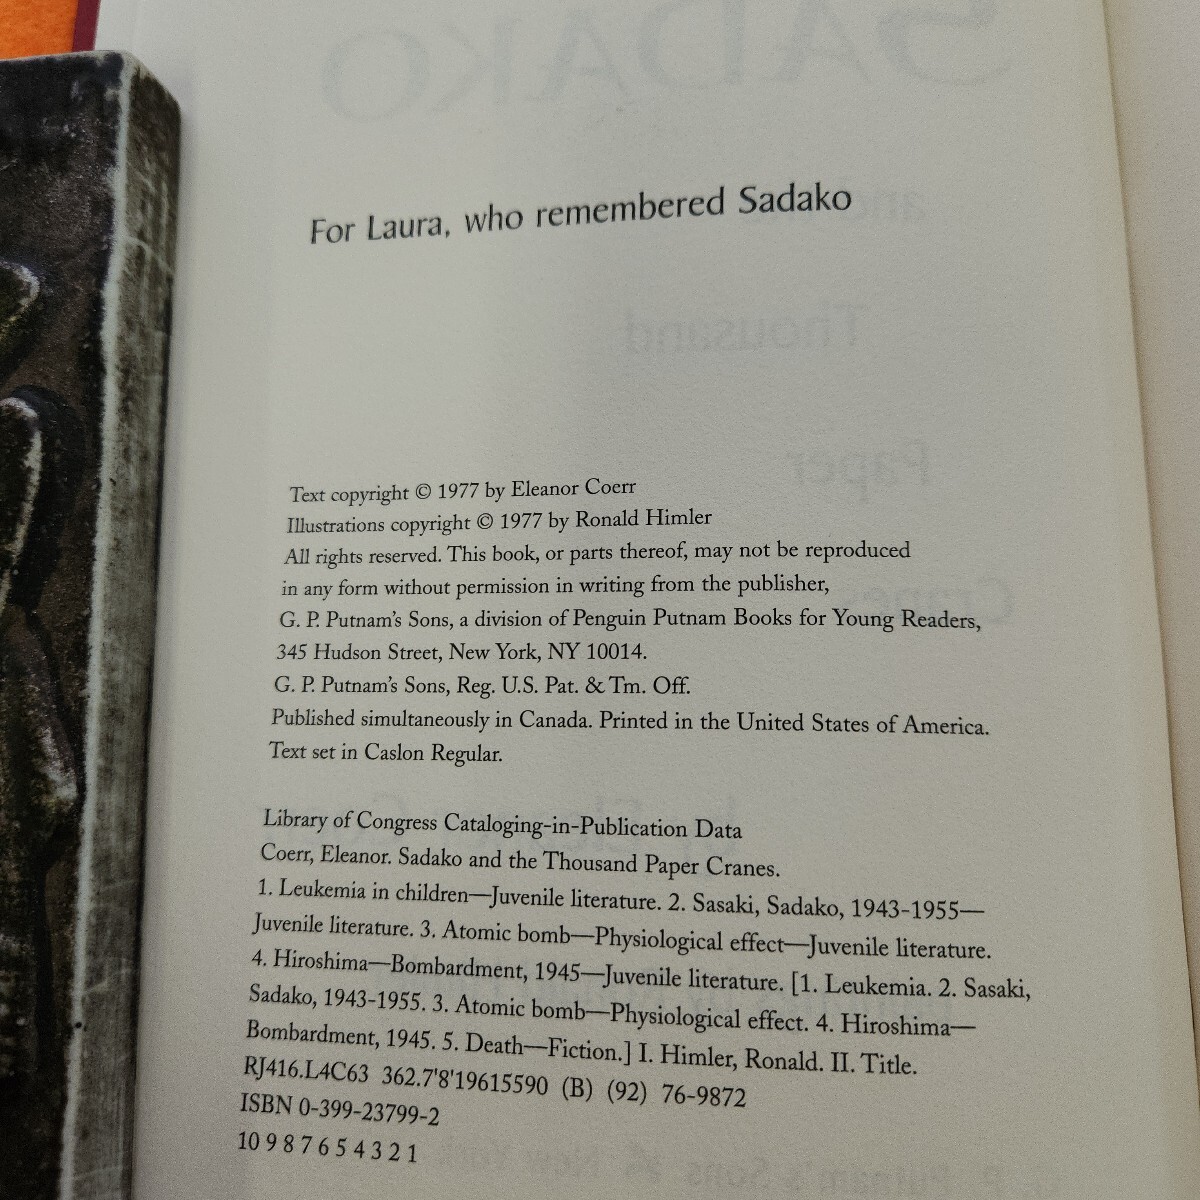 SADAKO
For Laura, who remembered Sadako
Thousand
Paper
Text copyright © 1977 by Eleanor Coerr
Illustrations copyright © 1977 by Ronald Himler
All rights reserved. This book, or parts thereof, may not be reproduced
in any form without permission in writing from the publisher,
G. P. Putnam's Sons, a division of Penguin Putnam Books for Young Readers,
345 Hudson Street, New York, NY 10014.
G. P. Putnam's Sons, Reg. U.S. Pat. & Tm. Off.
Published simultaneously in Canada. Printed in the United States of America.
Text set in Caslon Regular.
Library of Congress Cataloging-in-Publication Data
Coerr, Eleanor. Sadako and the Thousand Paper Cranes.
1. Leukemia in children—Juvenile literature. 2. Sasaki, Sadako, 1943-1955—
Juvenile literature. 3. Atomic bomb—Physiological effect—Juvenile literature.
4. Hiroshima—Bombardment, 1945—Juvenile literature. [1. Leukemia. 2. Sasaki,
Sadako, 1943-1955. 3. Atomic bomb—Physiological effect. 4. Hiroshima—
Bombardment, 1945. 5. Death—Fiction.] I. Himler, Ronald. II. Title.
RJ416.L4C63 362.7'8'19615590 (B) (92) 76-9872
ISBN 0-399-23799-2
10 9 8 7 6 5 4 3 2 1